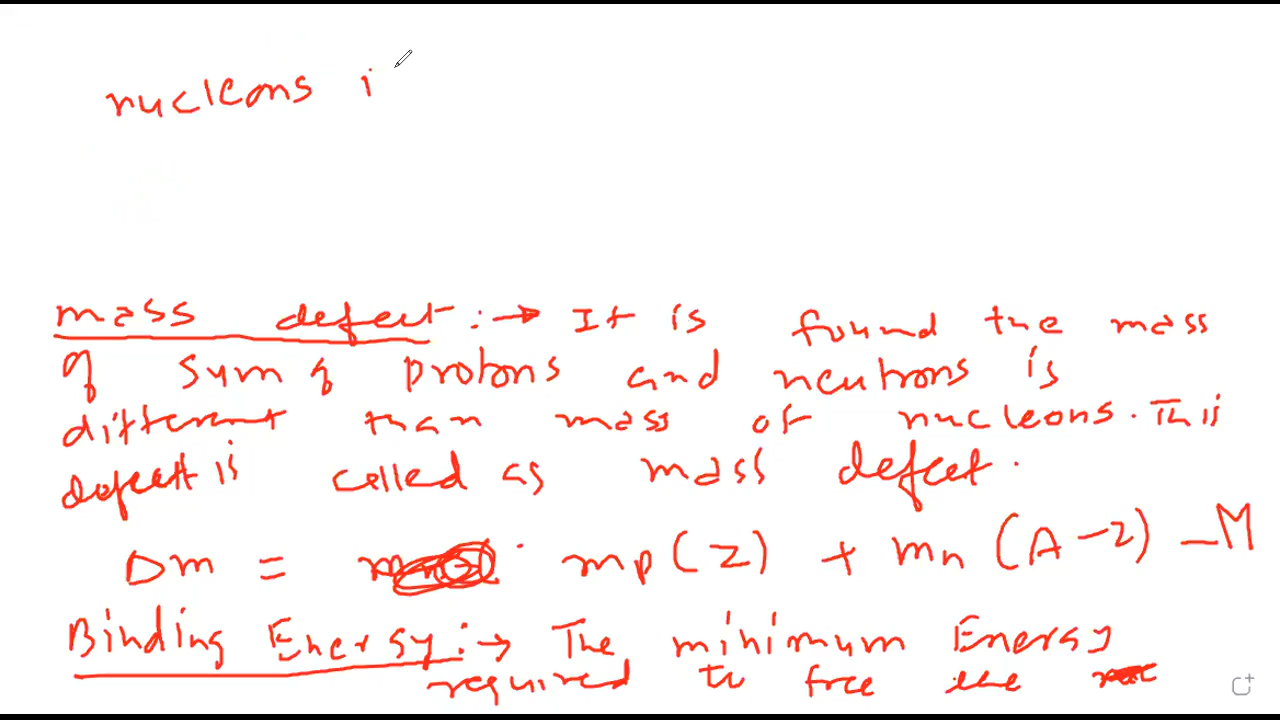 nucleons i
mass defect :→ It is found the mass
of sum of protons and neutrons is
different than mass of nucleons. This
defect is called as mass defect.
Δm = mp(Z) + mn(A-Z) - M
Binding Energy :→ The minimum Energy
required to free the